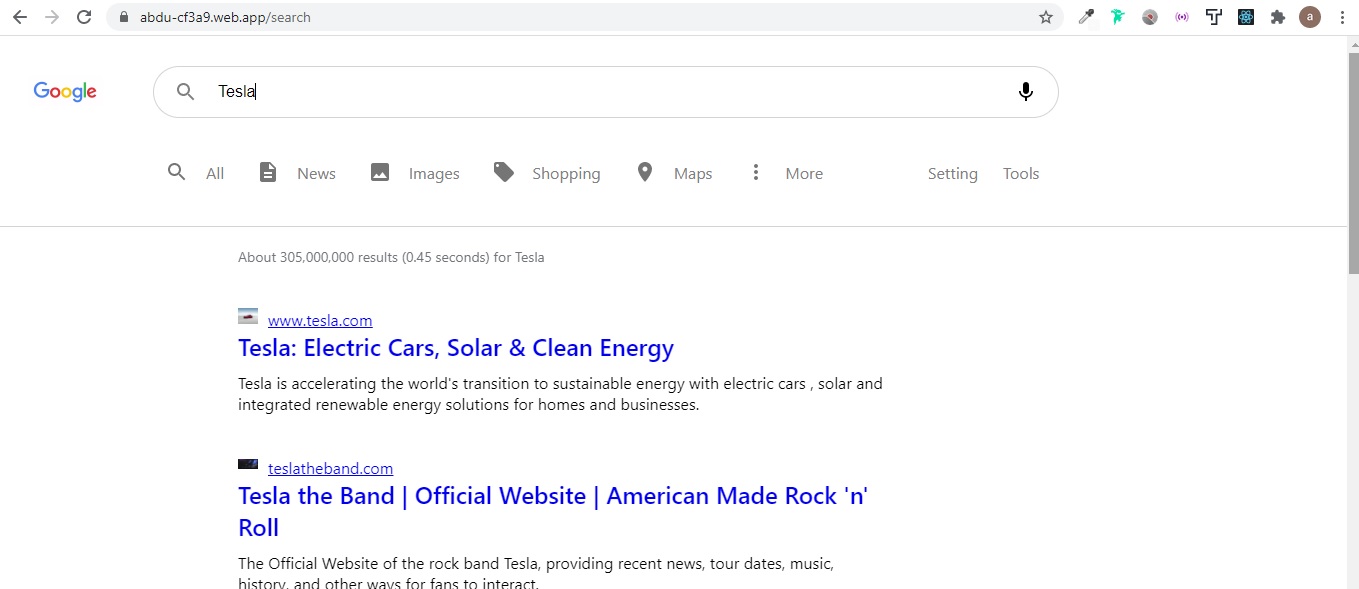 abdu-cf3a9.web.app/search
a
Google
Tesla
All News Images Shopping Maps More Setting Tools
About 305,000,000 results (0.45 seconds) for Tesla
www.tesla.com
Tesla: Electric Cars, Solar & Clean Energy
Tesla is accelerating the world's transition to sustainable energy with electric cars , solar and
integrated renewable energy solutions for homes and businesses.
teslatheband.com
Tesla the Band | Official Website | American Made Rock 'n'
Roll
The Official Website of the rock band Tesla, providing recent news, tour dates, music,
history, and other ways for fans to interact.